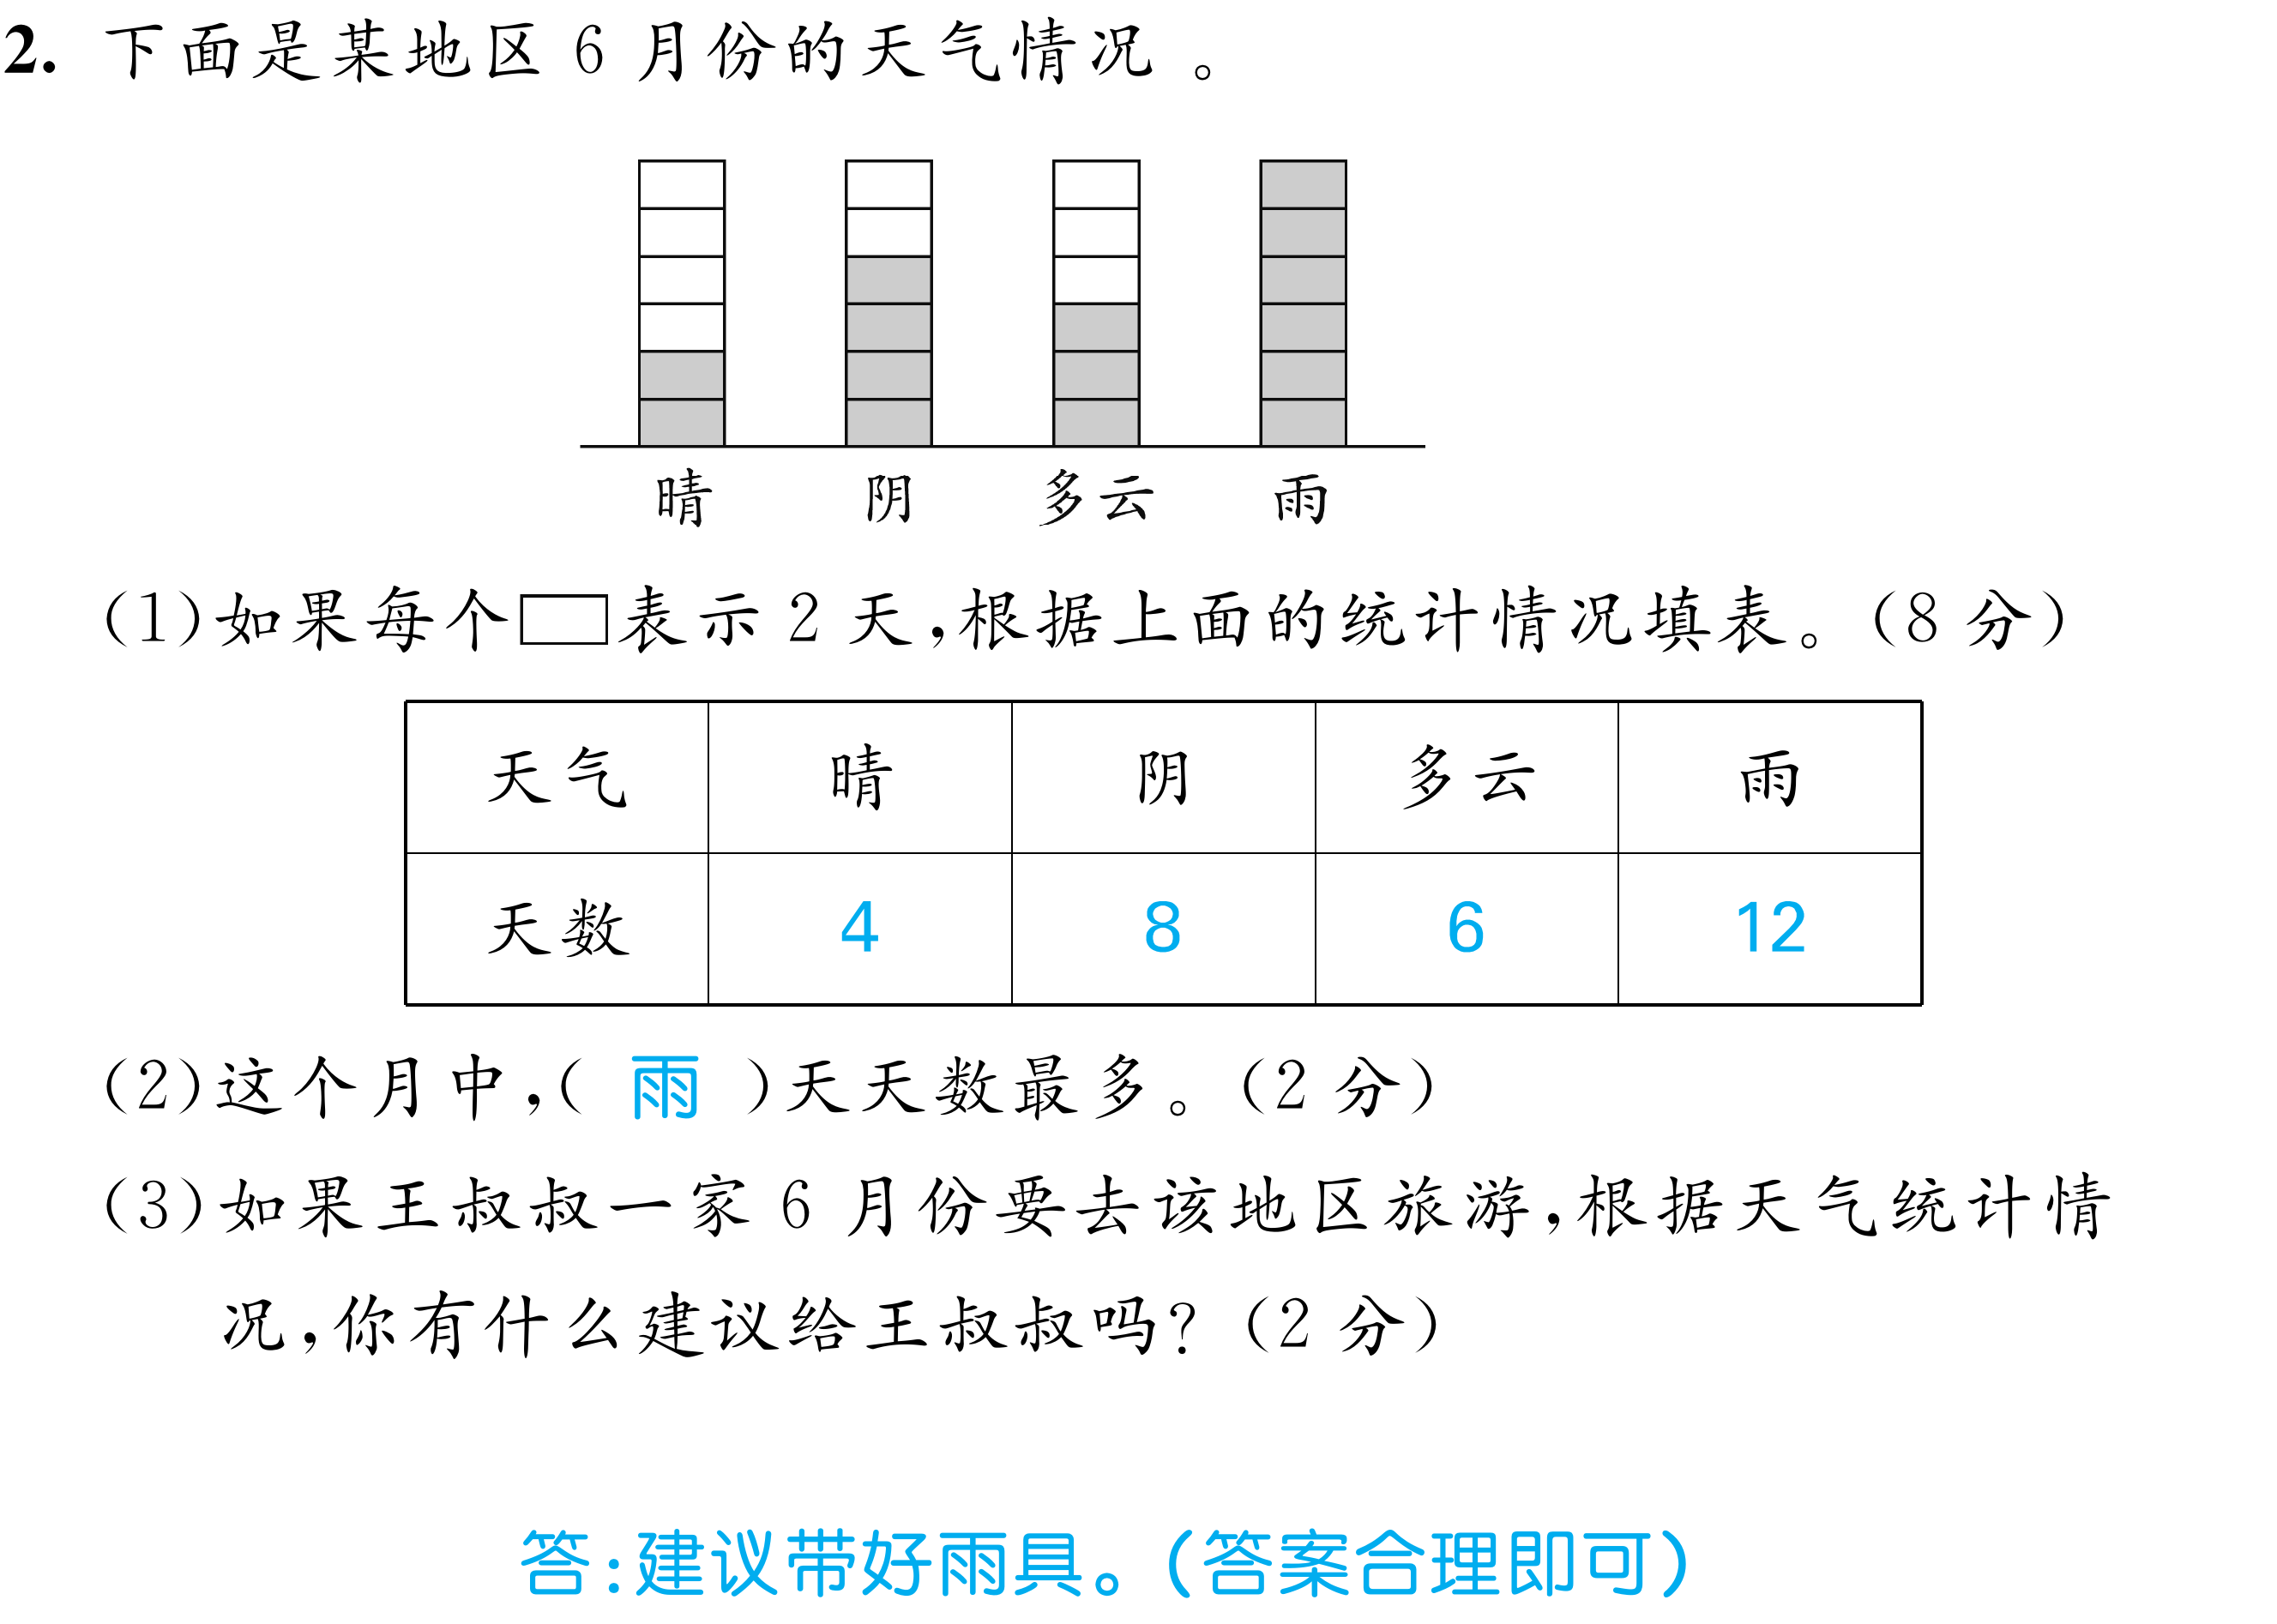 2. 下面是某地区 6 月份的天气情况。
晴 阴 多云 雨
(1)如果每个表示 2 天,根据上面的统计情况填表。(8 分)
天气 晴 阴 多云 雨
天数 4 8 6 12
(2)这个月中,( 雨 )天天数最多。(2 分)
(3)如果王叔叔一家 6 月份要去该地区旅游,根据天气统计情
况,你有什么建议给王叔叔吗?(2 分)
答:建议带好雨具。(答案合理即可)